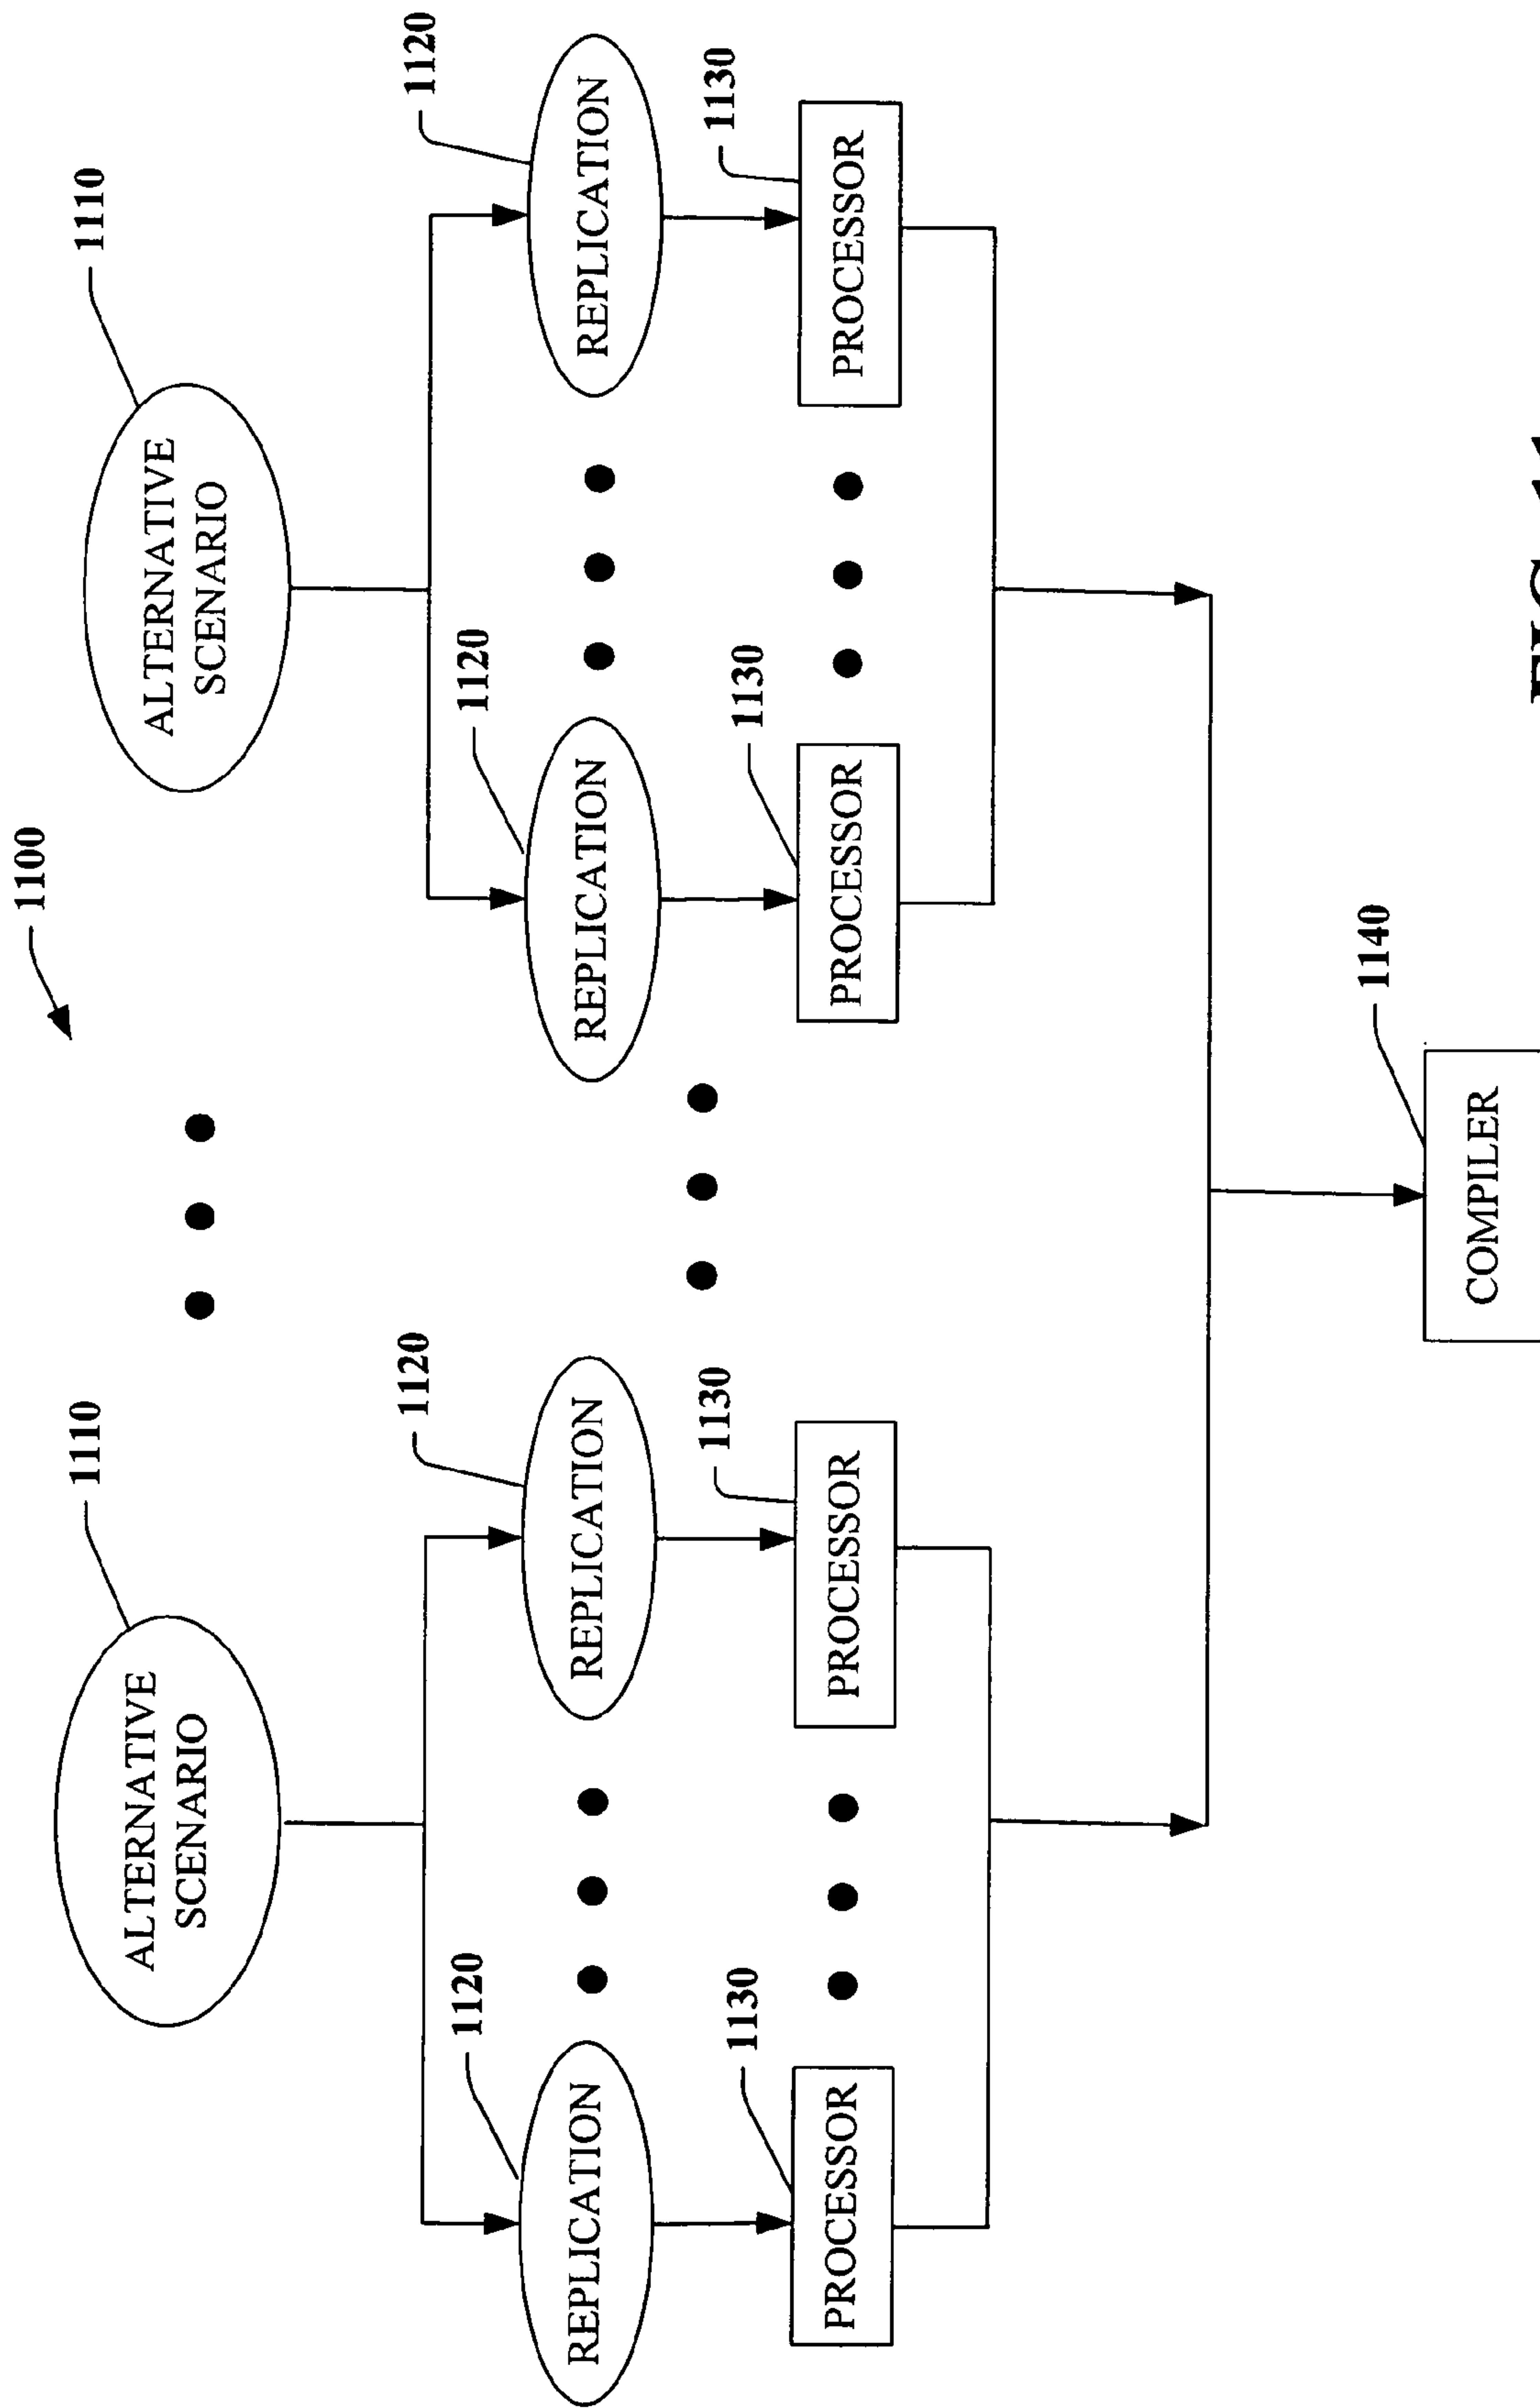 1100
1110
1110
ALTERNATIVE
SCENARIO
ALTERNATIVE
SCENARIO
1120
1120
1120
1120
REPLICATION
REPLICATION
REPLICATION
REPLICATION
1130
1130
1130
1130
PROCESSOR
PROCESSOR
PROCESSOR
PROCESSOR
1140
COMPILER